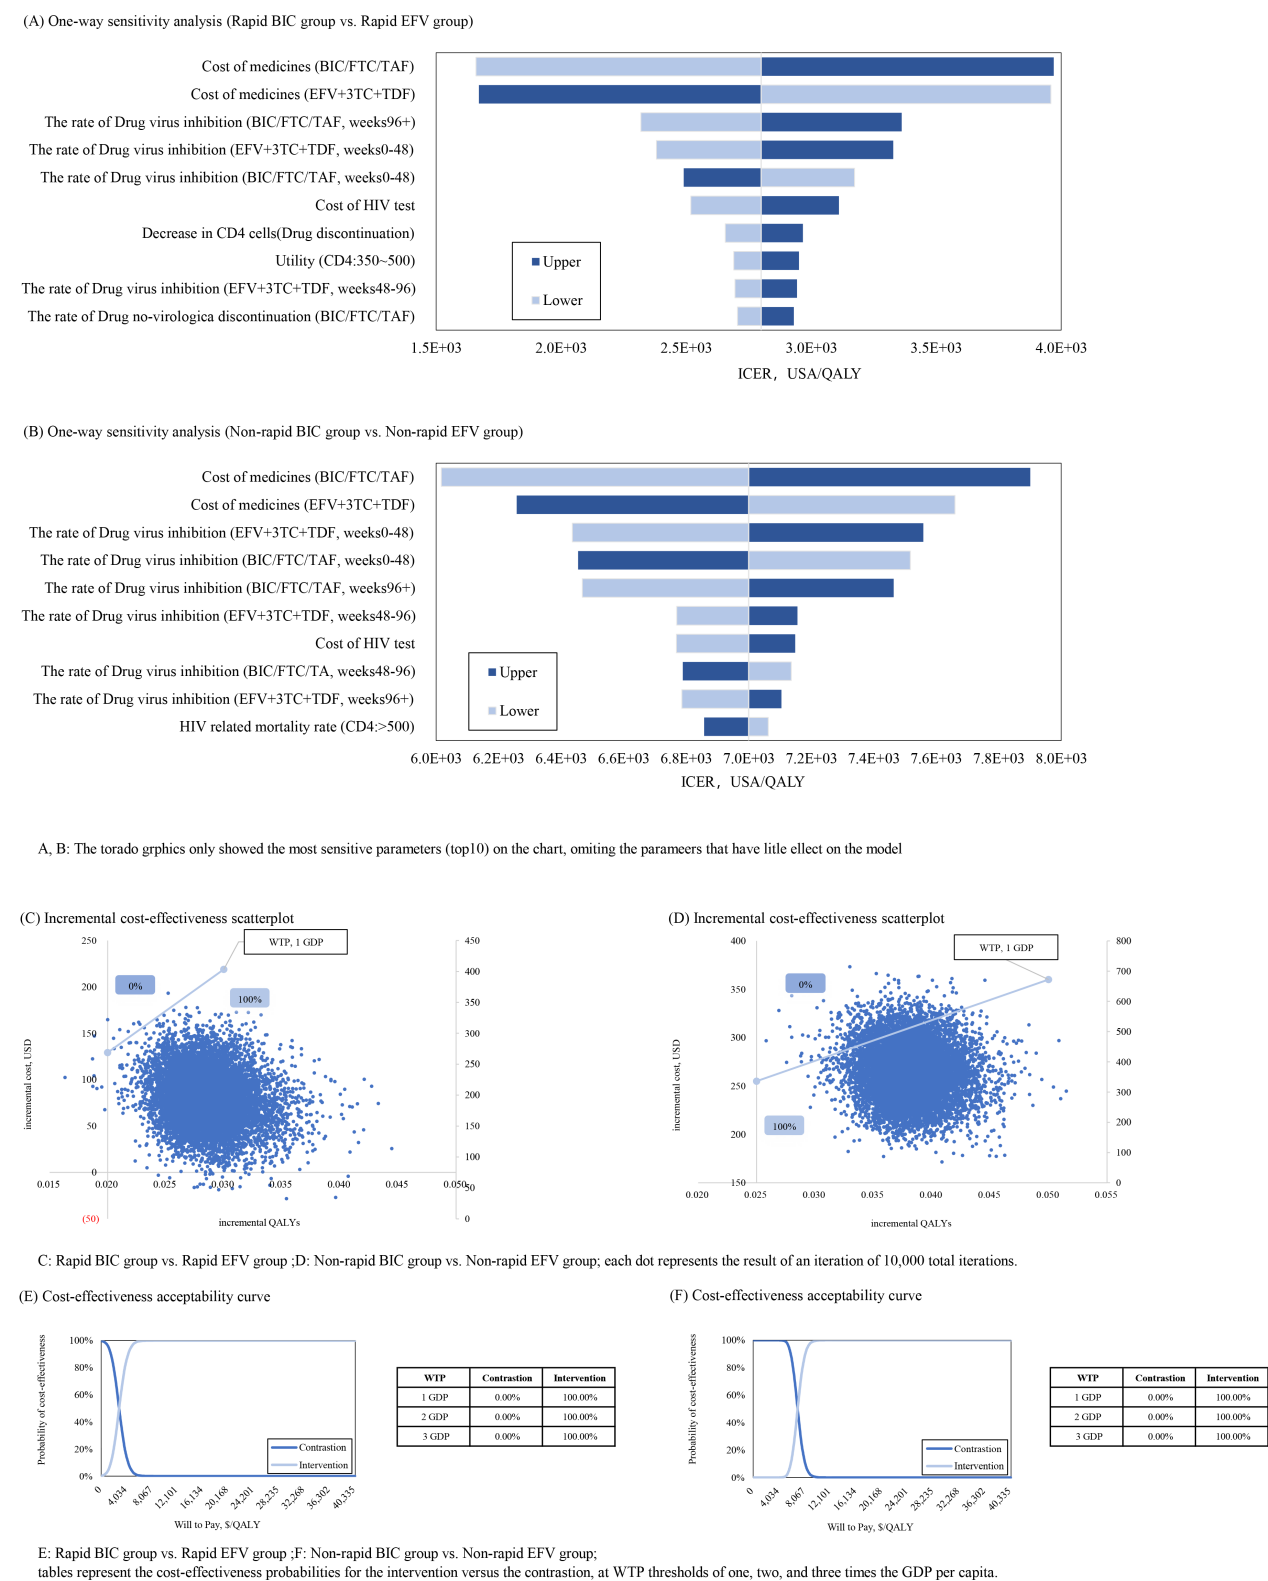 (A) One-way sensitivity analysis (Rapid BIC group vs. Rapid EFV group)
Cost of medicines (BIC/FTC/TAF)
Cost of medicines (EFV+3TC+TDF)
The rate of Drug virus inhibition (BIC/FTC/TAF, weeks96+)
The rate of Drug virus inhibition (EFV+3TC+TDF, weeks0-48)
The rate of Drug virus inhibition (BIC/FTC/TAF, weeks0-48)
Cost of HIV test
Decrease in CD4 cells(Drug discontinuation)
Utility (CD4:350~500)
The rate of Drug virus inhibition (EFV+3TC+TDF, weeks48-96)
The rate of Drug no-virologica discontinuation (BIC/FTC/TAF)
Upper
Lower
1.5E+03 2.0E+03 2.5E+03 3.0E+03 3.5E+03 4.0E+03
ICER，USA/QALY
(B) One-way sensitivity analysis (Non-rapid BIC group vs. Non-rapid EFV group)
Cost of medicines (BIC/FTC/TAF)
Cost of medicines (EFV+3TC+TDF)
The rate of Drug virus inhibition (EFV+3TC+TDF, weeks0-48)
The rate of Drug virus inhibition (BIC/FTC/TAF, weeks0-48)
The rate of Drug virus inhibition (BIC/FTC/TAF, weeks96+)
The rate of Drug virus inhibition (EFV+3TC+TDF, weeks48-96)
Cost of HIV test
The rate of Drug virus inhibition (BIC/FTC/TA, weeks48-96)
The rate of Drug virus inhibition (EFV+3TC+TDF, weeks96+)
HIV related mortality rate (CD4:>500)
Upper
Lower
6.0E+03 6.2E+03 6.4E+03 6.6E+03 6.8E+03 7.0E+03 7.2E+03 7.4E+03 7.6E+03 7.8E+03 8.0E+03
ICER，USA/QALY
A, B: The torado grphics only showed the most sensitive parameters (top10) on the chart, omiting the parameers that have litle ellect on the model
(C) Incremental cost-effectiveness scatterplot
WTP, 1 GDP
0%
100%
250
200
150
100
50
0
(50)
450
400
350
300
250
200
150
100
50
0
0.015 0.020 0.025 0.030 0.035 0.040 0.045 0.050
incremental cost, USD
incremental QALYs
(D) Incremental cost-effectiveness scatterplot
WTP, 1 GDP
0%
100%
400
350
300
250
200
150
800
700
600
500
400
300
200
100
0
0.020 0.025 0.030 0.035 0.040 0.045 0.050 0.055
incremental cost, USD
incremental QALYs
C: Rapid BIC group vs. Rapid EFV group ;D: Non-rapid BIC group vs. Non-rapid EFV group; each dot represents the result of an iteration of 10,000 total iterations.
(E) Cost-effectiveness acceptability curve
Probability of cost-effectiveness
100%
80%
60%
40%
20%
0%
Contrastion
Intervention
0 4,034 8,067 12,101 16,134 20,168 24,201 28,235 32,268 36,302 40,335
Will to Pay, $/QALY
WTP Contrastion Intervention
1 GDP 0.00% 100.00%
2 GDP 0.00% 100.00%
3 GDP 0.00% 100.00%
(F) Cost-effectiveness acceptability curve
Probability of cost-effectiveness
100%
80%
60%
40%
20%
0%
Contrastion
Intervention
0 4,034 8,067 12,101 16,134 20,168 24,201 28,235 32,268 36,302 40,335
Will to Pay, $/QALY
WTP Contrastion Intervention
1 GDP 0.00% 100.00%
2 GDP 0.00% 100.00%
3 GDP 0.00% 100.00%
E: Rapid BIC group vs. Rapid EFV group ;F: Non-rapid BIC group vs. Non-rapid EFV group;
tables represent the cost-effectiveness probabilities for the intervention versus the contrastion, at WTP thresholds of one, two, and three times the GDP per capita.